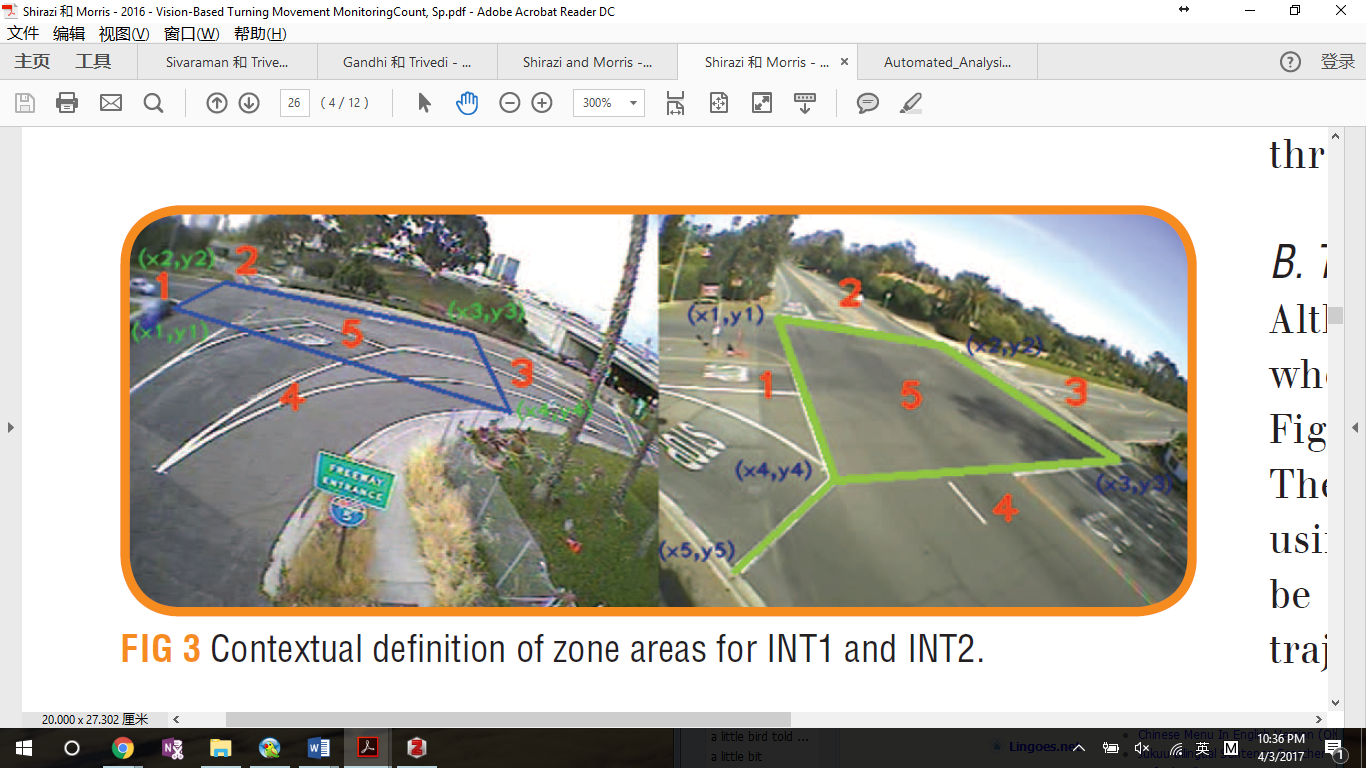 Shirazi 和 Morris - 2016 - Vision-Based Turning Movement MonitoringCount, Sp.pdf - Adobe Acrobat Reader DC
文件 编辑 视图(V) 窗口(W) 帮助(H)
主页 工具 Sivaraman 和 Trive... Gandhi 和 Trivedi - ... Shirazi and Morris -... Shirazi 和 Morris - ... × Automated_Analysi... 登录
26 ( 4 / 12 ) 300%
thr
(x2,y2) 2
1
(x1,y1)
(x3,y3)
5
3
4
(x4,y4)
FREEWAY
ENTRANCE
5
2
(x1,y1)
(x2,y2)
1
5
3
(x4,y4)
(x3,y3)
4
(x5,y5)
B. T
Altl
who
Fig
The
usi
be
traj
FIG 3 Contextual definition of zone areas for INT1 and INT2.
20.000 x 27.302 厘米
a little bird told ...
a little bit
Lingoes.ne
Chinese Menu In English
英 M
10:36 PM
4/3/2017
1